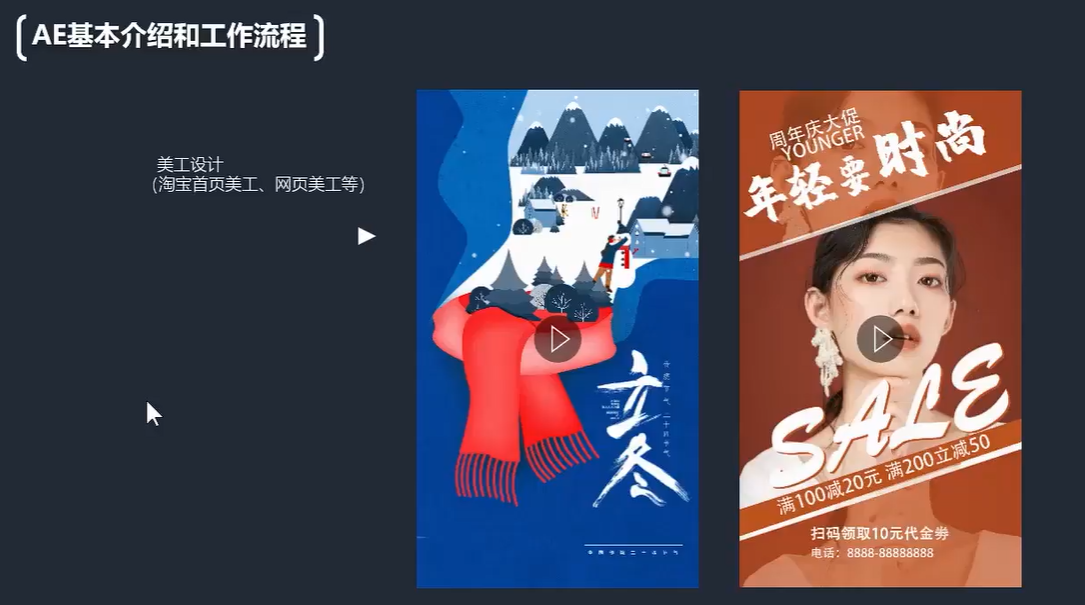 AE基本介绍和工作流程
美工设计
(淘宝首页美工、网页美工等)
立冬
周年庆大促
YOUNGER
年轻要时尚
SALE
满100减20元 满200立减50
扫码领取10元代金券
电话：8888-88888888